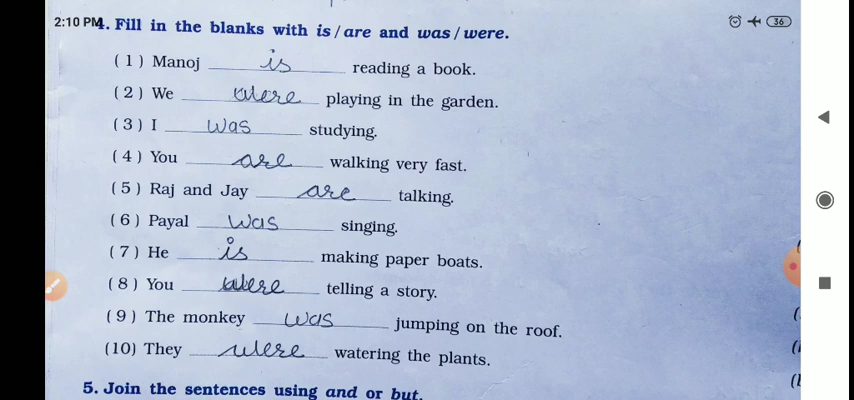 2:10 PM
36
4. Fill in the blanks with is / are and was / were.
(1) Manoj is reading a book.
(2) We were playing in the garden.
(3) I was studying.
(4) You are walking very fast.
(5) Raj and Jay are talking.
(6) Payal was singing.
(7) He is making paper boats.
(8) You were telling a story.
(9) The monkey was jumping on the roof.
(10) They were watering the plants.
5. Join the sentences using and or but.